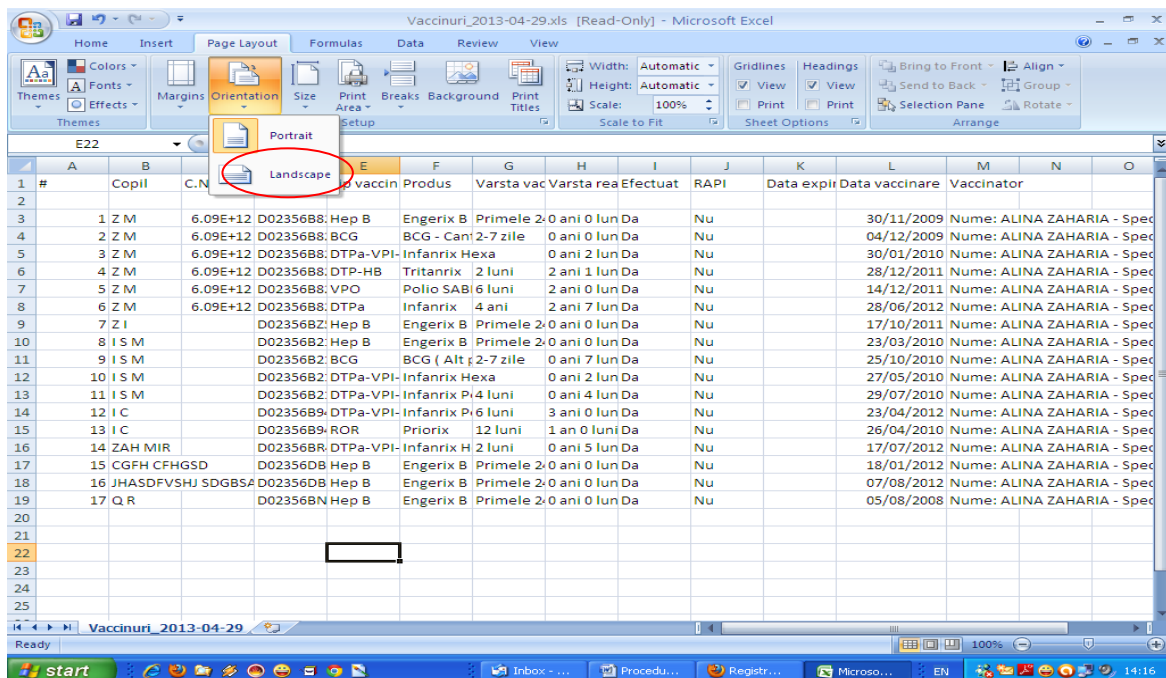 Vaccinuri_2013-04-29.xls [Read-Only] - Microsoft Excel
Home Insert Page Layout Formulas Data Review View
Themes Colors Fonts Effects Themes
Margins Orientation Size Print Area Breaks Background Print Titles Setup
Width: Automatic Height: Automatic Scale: 100% Scale to Fit
Gridlines View Print Headings View Print Sheet Options
Bring to Front Send to Back Selection Pane Align Group Rotate Arrange
Portrait
Landscape
E22
A B E F G H I J K L M N O
1 # Copil C.N p vaccin Produs Varsta vac Varsta rea Efectuat RAPI Data expir Data vaccinare Vaccinator
2
3 1 Z M 6.09E+12 D02356B8 Hep B Engerix B Primele 2 0 ani 0 lun Da Nu 30/11/2009 Nume: ALINA ZAHARIA - Spec
4 2 Z M 6.09E+12 D02356B8 BCG BCG - Can 2-7 zile 0 ani 0 lun Da Nu 04/12/2009 Nume: ALINA ZAHARIA - Spec
5 3 Z M 6.09E+12 D02356B8 DTPa-VPI- Infanrix Hexa 0 ani 2 lun Da Nu 30/01/2010 Nume: ALINA ZAHARIA - Spec
6 4 Z M 6.09E+12 D02356B8 DTP-HB Tritanrix 2 luni 2 ani 1 lun Da Nu 28/12/2011 Nume: ALINA ZAHARIA - Spec
7 5 Z M 6.09E+12 D02356B8 VPO Polio SAB 6 luni 2 ani 0 lun Da Nu 14/12/2011 Nume: ALINA ZAHARIA - Spec
8 6 Z M 6.09E+12 D02356B8 DTPa Infanrix 4 ani 2 ani 7 lun Da Nu 28/06/2012 Nume: ALINA ZAHARIA - Spec
9 7 Z I D02356BZ Hep B Engerix B Primele 2 0 ani 0 lun Da Nu 17/10/2011 Nume: ALINA ZAHARIA - Spec
10 8 I S M D02356B2 Hep B Engerix B Primele 2 0 ani 0 lun Da Nu 23/03/2010 Nume: ALINA ZAHARIA - Spec
11 9 I S M D02356B2 BCG BCG ( Alt 2-7 zile 0 ani 7 lun Da Nu 25/10/2010 Nume: ALINA ZAHARIA - Spec
12 10 I S M D02356B2 DTPa-VPI- Infanrix Hexa 0 ani 2 lun Da Nu 27/05/2010 Nume: ALINA ZAHARIA - Spec
13 11 I S M D02356B2 DTPa-VPI- Infanrix P 4 luni 0 ani 4 lun Da Nu 29/07/2010 Nume: ALINA ZAHARIA - Spec
14 12 I C D02356B9 DTPa-VPI- Infanrix P 6 luni 3 ani 0 lun Da Nu 23/04/2012 Nume: ALINA ZAHARIA - Spec
15 13 I C D02356B9 ROR Priorix 12 luni 1 an 0 luni Da Nu 26/04/2010 Nume: ALINA ZAHARIA - Spec
16 14 ZAH MIR D02356BR DTPa-VPI- Infanrix H 2 luni 0 ani 5 lun Da Nu 17/07/2012 Nume: ALINA ZAHARIA - Spec
17 15 CGFH CFHGSD D02356DB Hep B Engerix B Primele 2 0 ani 0 lun Da Nu 18/01/2012 Nume: ALINA ZAHARIA - Spec
18 16 JHASDFVSHJ SDGBSA D02356DB Hep B Engerix B Primele 2 0 ani 0 lun Da Nu 07/08/2012 Nume: ALINA ZAHARIA - Spec
19 17 Q R D02356BN Hep B Engerix B Primele 2 0 ani 0 lun Da Nu 05/08/2008 Nume: ALINA ZAHARIA - Spec
20
21
22
23
24
25
Vaccinuri_2013-04-29
Ready 100%
start Inbox - ... Procedu... Registr... Microso... EN 14:16